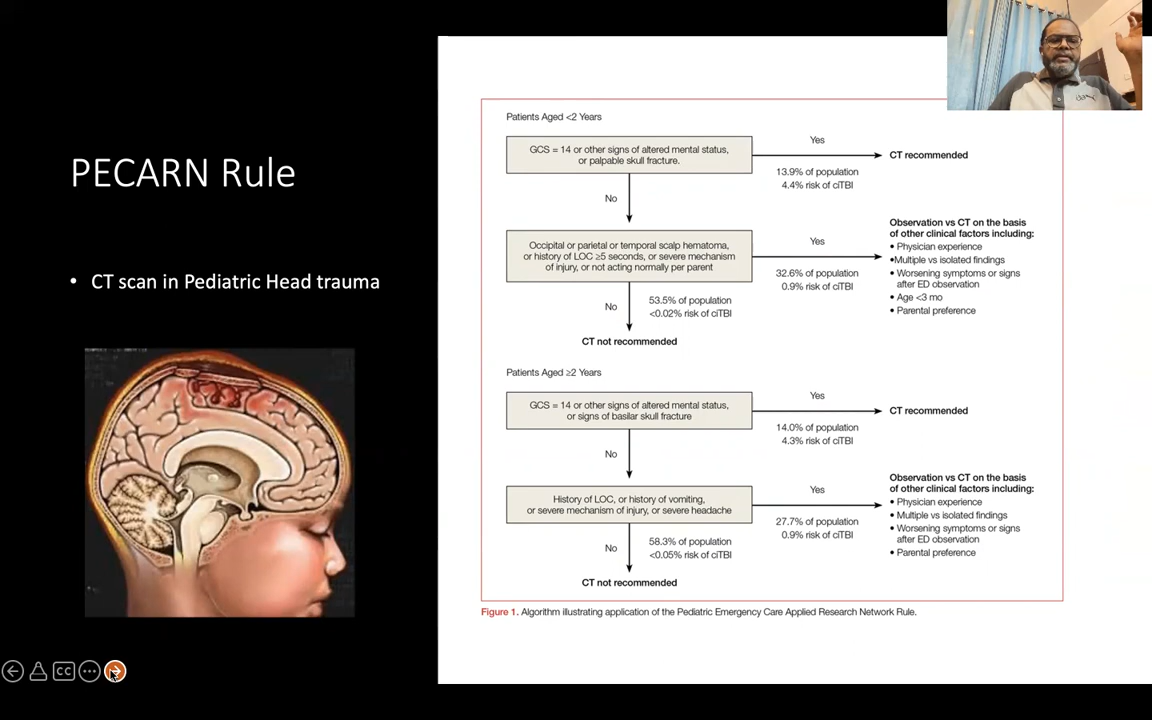 PECARN Rule
• CT scan in Pediatric Head trauma
CC
Patients Aged <2 Years
GCS = 14 or other signs of altered mental status,
or palpable skull fracture.
Yes
13.9% of population
4.4% risk of ciTBI
CT recommended
No
Occipital or parietal or temporal scalp hematoma,
or history of LOC ≥5 seconds, or severe mechanism
of injury, or not acting normally per parent
Yes
32.6% of population
0.9% risk of ciTBI
Observation vs CT on the basis
of other clinical factors including:
• Physician experience
•Multiple vs isolated findings
• Worsening symptoms or signs
after ED observation
• Age <3 mo
• Parental preference
No
53.5% of population
<0.02% risk of ciTBI
CT not recommended
Patients Aged ≥2 Years
GCS = 14 or other signs of altered mental status,
or signs of basilar skull fracture
Yes
14.0% of population
4.3% risk of ciTBI
CT recommended
No
History of LOC, or history of vomiting,
or severe mechanism of injury, or severe headache
Yes
27.7% of population
0.9% risk of ciTBI
Observation vs CT on the basis
of other clinical factors including:
• Physician experience
• Multiple vs isolated findings
• Worsening symptoms or signs
after ED observation
• Parental preference
No
58.3% of population
<0.05% risk of ciTBI
CT not recommended
Figure 1. Algorithm illustrating application of the Pediatric Emergency Care Applied Research Network Rule.